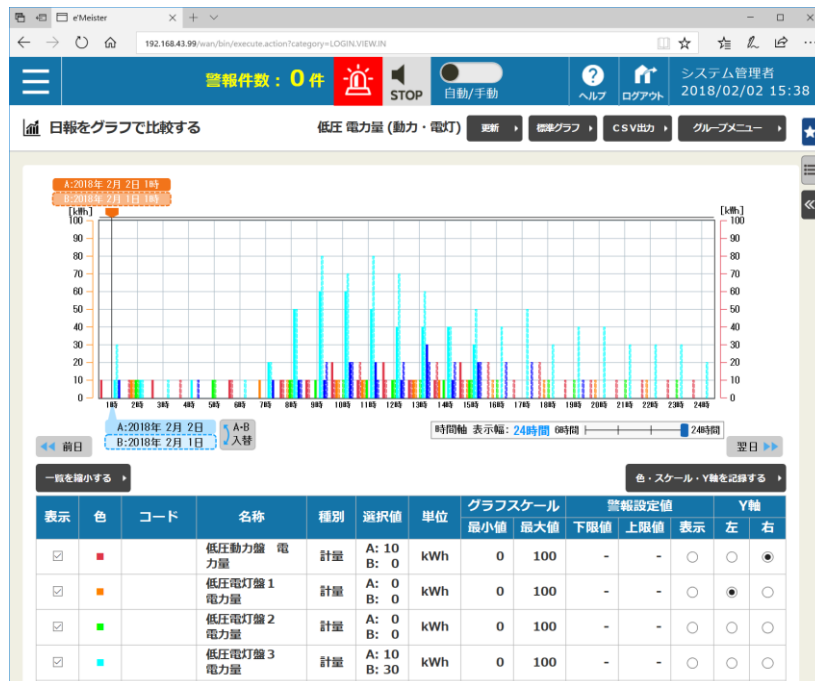 e'Meister
192.168.43.99/wan/bin/execute.action?category=LOGIN.VIEW.IN
警報件数：0 件
STOP
自動/手動
ヘルプ
ログアウト
システム管理者
2018/02/02 15:38
日報をグラフで比較する
低圧 電力量 (動力・電灯)
更新
標準グラフ
CSV出力
グループメニュー
A:2018年 2月 2日 1時
B:2018年 2月 1日 1時
[kWh] [kWh]
100 100
90 90
80 80
70 70
60 60
50 50
40 40
30 30
20 20
10 10
0 0
1時 2時 3時 4時 5時 6時 7時 8時 9時 10時 11時 12時 13時 14時 15時 16時 17時 18時 19時 20時 21時 22時 23時 24時
A:2018年 2月 2日
B:2018年 2月 1日
A-B
入替
時間軸 表示幅: 24時間 6時間 24時間
前日
翌日
一覧を縮小する
色・スケール・Y軸を記録する
表示 色 コード 名称 種別 選択値 単位 グラフスケール 警報設定値 Y軸
最小値 最大値 下限値 上限値 表示 左 右
低圧動力盤 電
力量
計量 A: 10 kWh 0 100 - -
B: 0
低圧電灯盤1
電力量
計量 A: 0 kWh 0 100 - -
B: 0
低圧電灯盤2
電力量
計量 A: 0 kWh 0 100 - -
B: 0
低圧電灯盤3
電力量
計量 A: 10 kWh 0 100 - -
B: 30